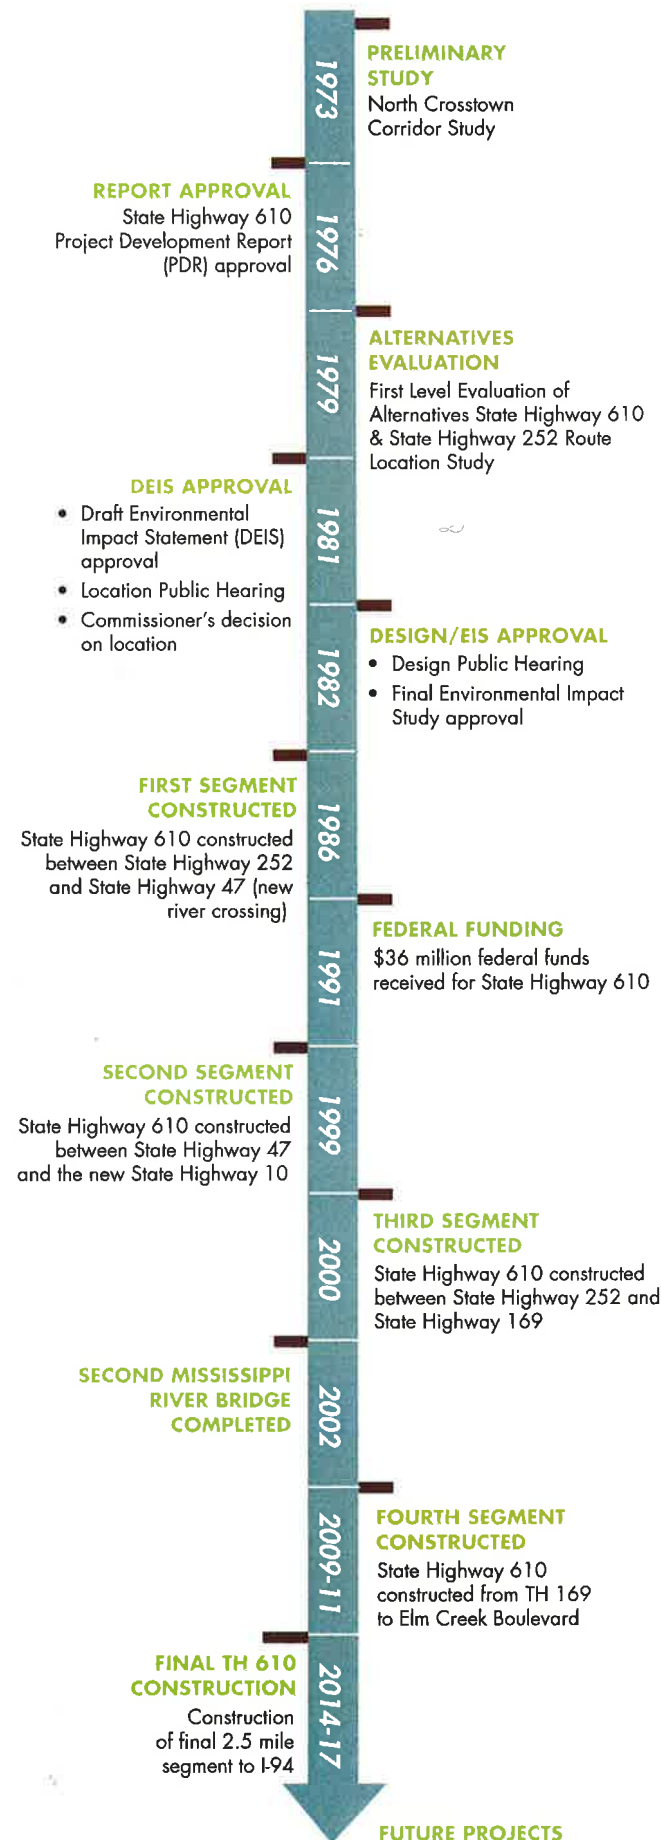 1973
PRELIMINARY
STUDY
North Crosstown
Corridor Study
1976
REPORT APPROVAL
State Highway 610
Project Development Report
(PDR) approval
1979
ALTERNATIVES
EVALUATION
First Level Evaluation of
Alternatives State Highway 610
& State Highway 252 Route
Location Study
1981
DEIS APPROVAL
• Draft Environmental
Impact Statement (DEIS)
approval
• Location Public Hearing
• Commissioner's decision
on location
1982
DESIGN/EIS APPROVAL
• Design Public Hearing
• Final Environmental Impact
Study approval
1986
FIRST SEGMENT
CONSTRUCTED
State Highway 610 constructed
between State Highway 252
and State Highway 47 (new
river crossing)
1991
FEDERAL FUNDING
$36 million federal funds
received for State Highway 610
1999
SECOND SEGMENT
CONSTRUCTED
State Highway 610 constructed
between State Highway 47
and the new State Highway 10
2000
THIRD SEGMENT
CONSTRUCTED
State Highway 610 constructed
between State Highway 252 and
State Highway 169
2002
SECOND MISSISSIPPI
RIVER BRIDGE
COMPLETED
2009-11
FOURTH SEGMENT
CONSTRUCTED
State Highway 610
constructed from TH 169
to Elm Creek Boulevard
2014-17
FINAL TH 610
CONSTRUCTION
Construction
of final 2.5 mile
segment to I-94
FUTURE PROJECTS